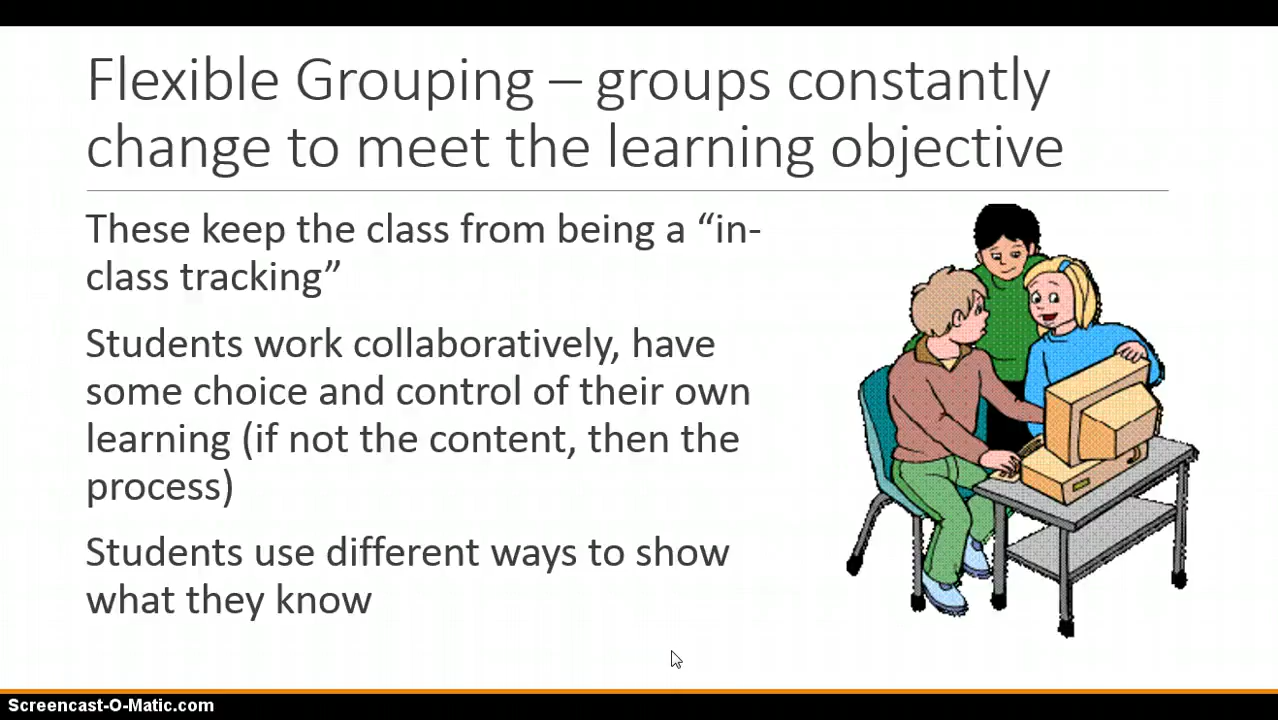 Flexible Grouping – groups constantly
change to meet the learning objective
These keep the class from being a “in-
class tracking”
Students work collaboratively, have
some choice and control of their own
learning (if not the content, then the
process)
Students use different ways to show
what they know
Screencast-O-Matic.com